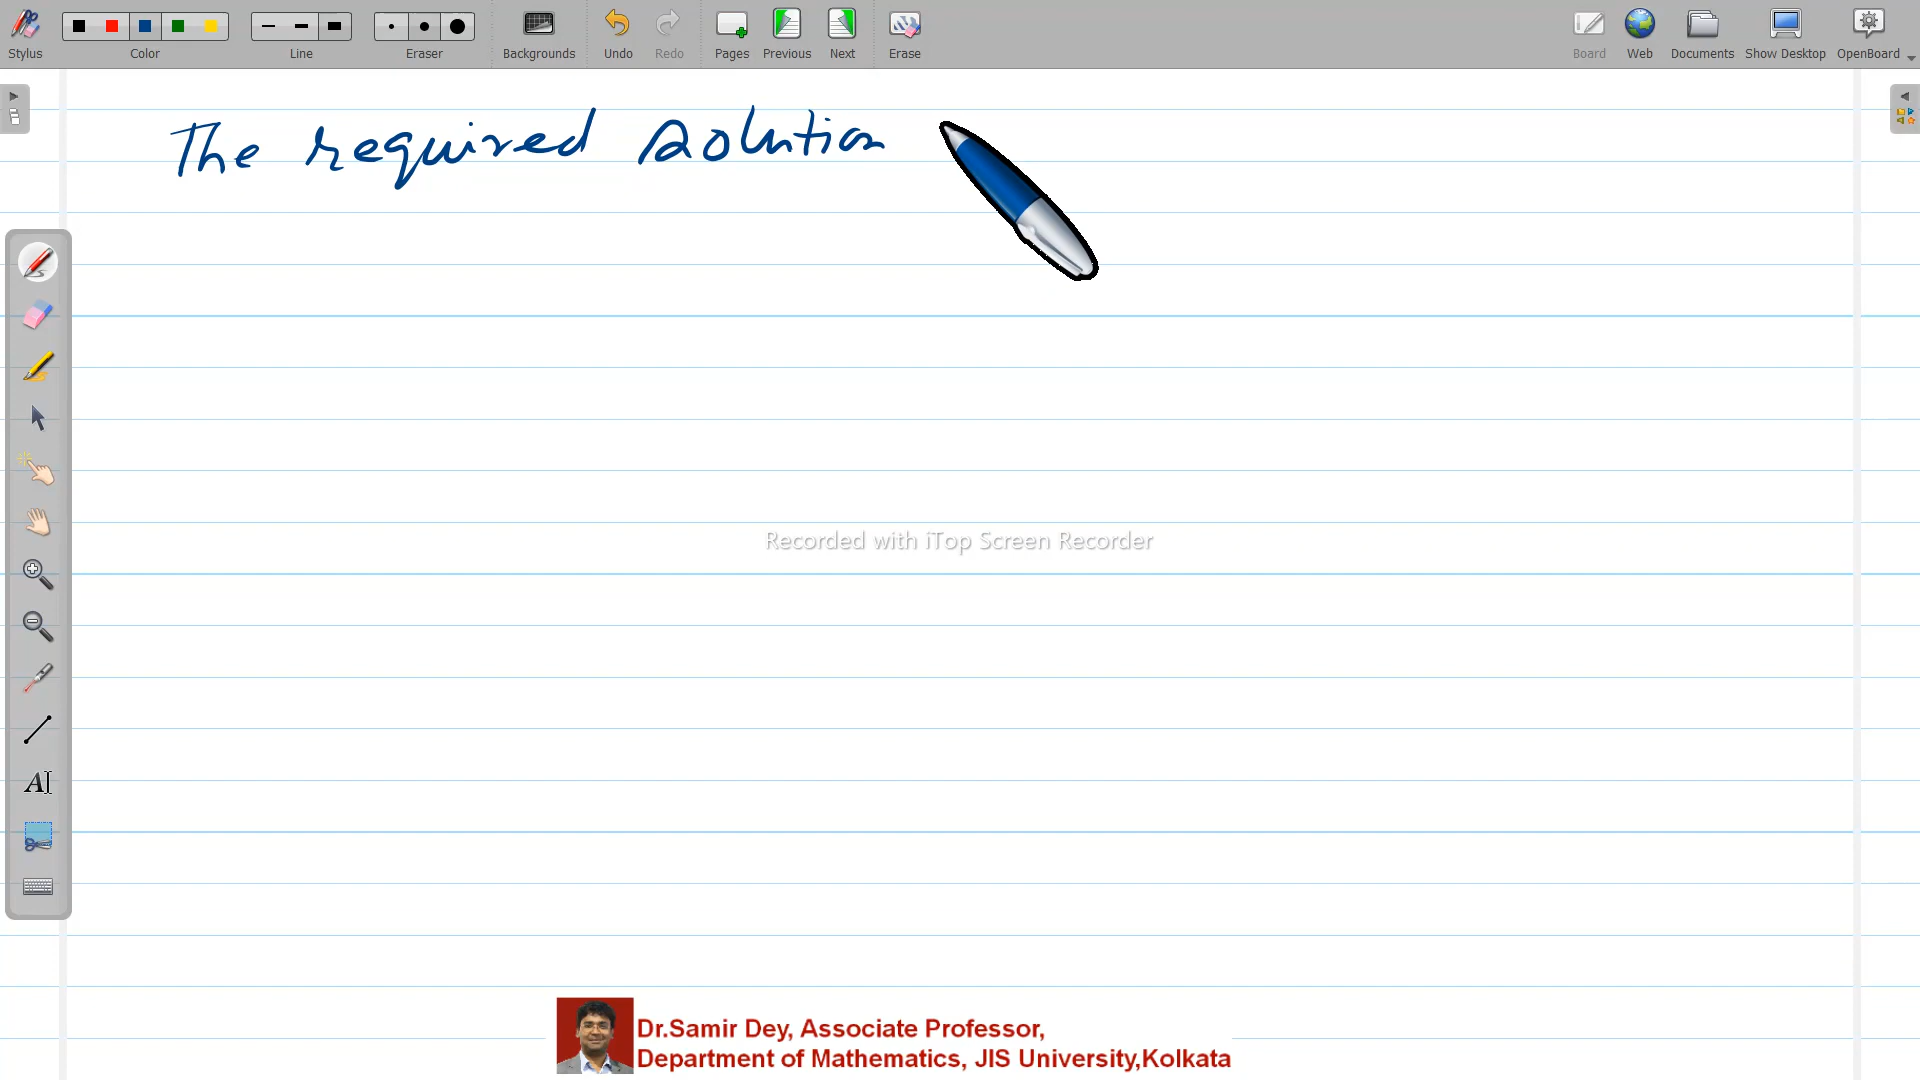 Stylus Color Line Eraser Backgrounds Undo Redo Pages Previous Next Erase Board Web Documents Show Desktop OpenBoard
The required solution
Recorded with iTop Screen Recorder
Dr.Samir Dey, Associate Professor,
Department of Mathematics, JIS University,Kolkata